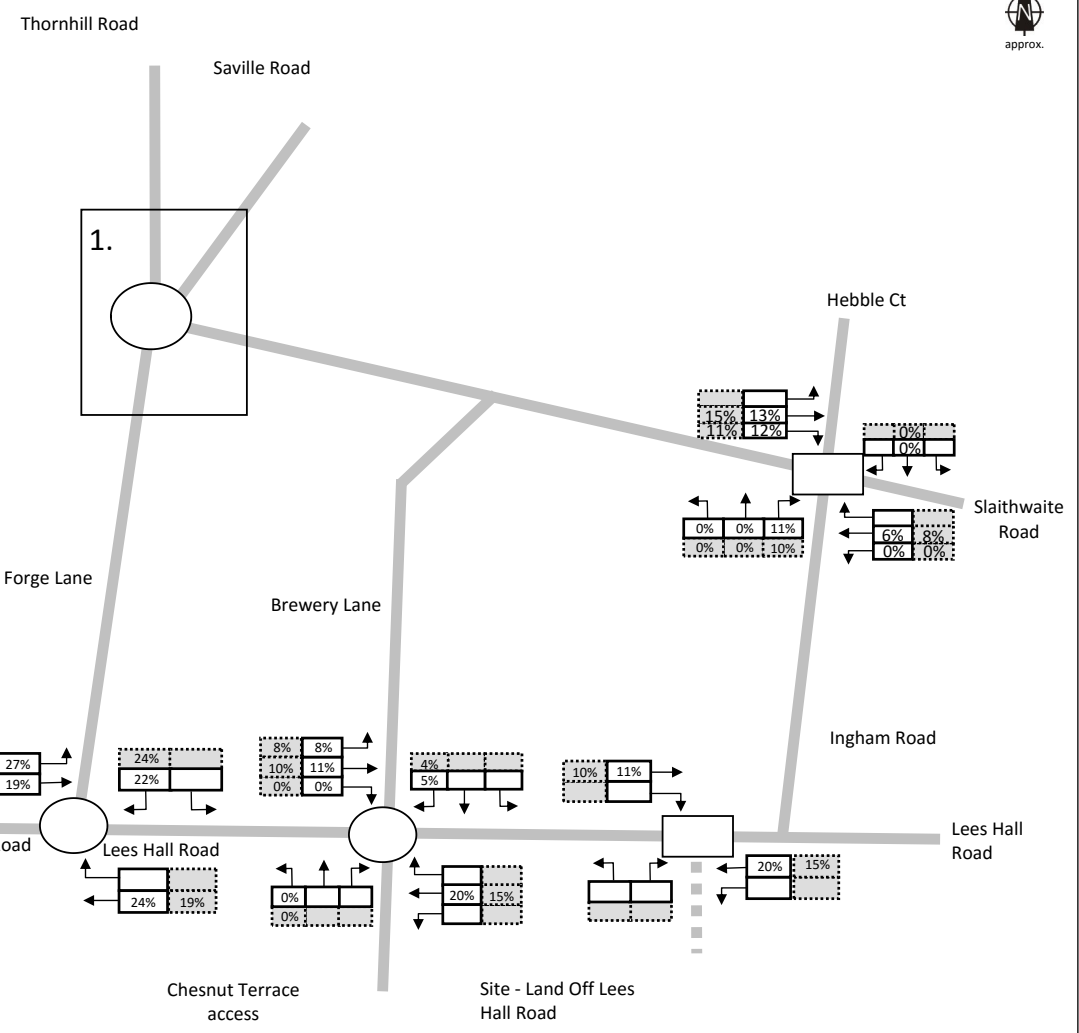 Thornhill Road
N
approx.
Saville Road
1.
Hebble Ct
15% 13%
11% 12%
0%
0%
0% 0% 11%
0% 0% 10%
6% 8%
0% 0%
Slaithwaite
Road
Forge Lane
Brewery Lane
27%
19%
24%
22%
8% 8%
10% 11%
0% 0%
4%
5%
10% 11%
Ingham Road
oad
Lees Hall Road
Lees Hall
Road
24% 19%
0%
0%
20% 15%
20% 15%
Chesnut Terrace
access
Site - Land Off Lees
Hall Road